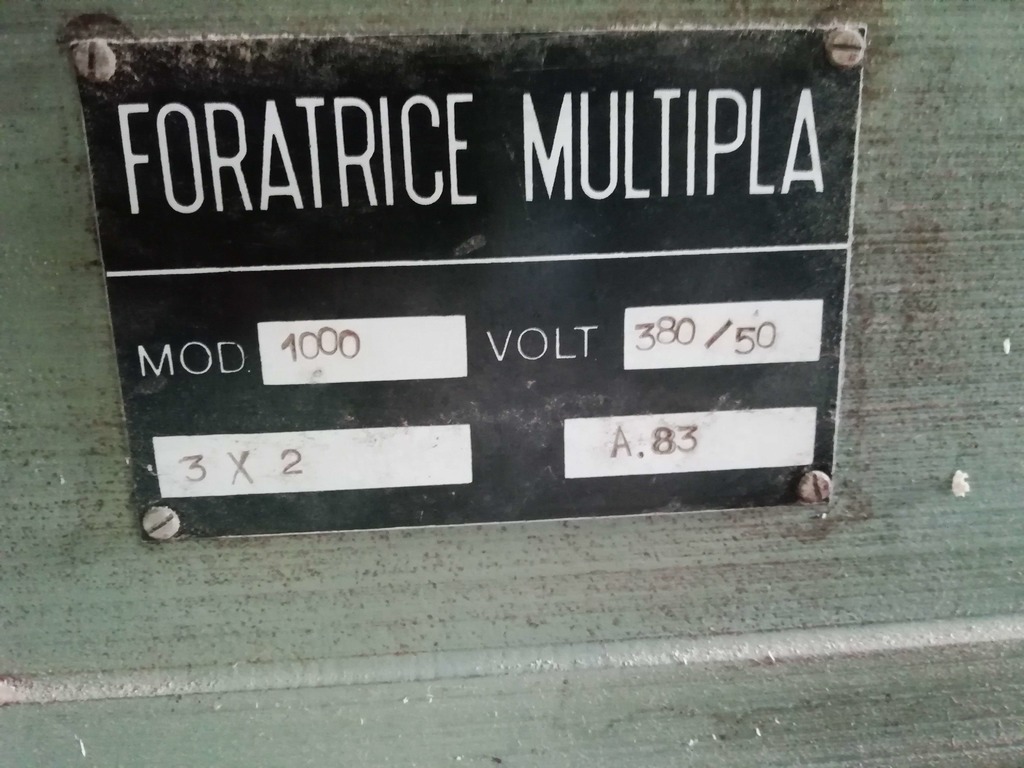 FORATRICE MULTIPLA
MOD. 1000 VOLT 380/50
3 X 2 A.83